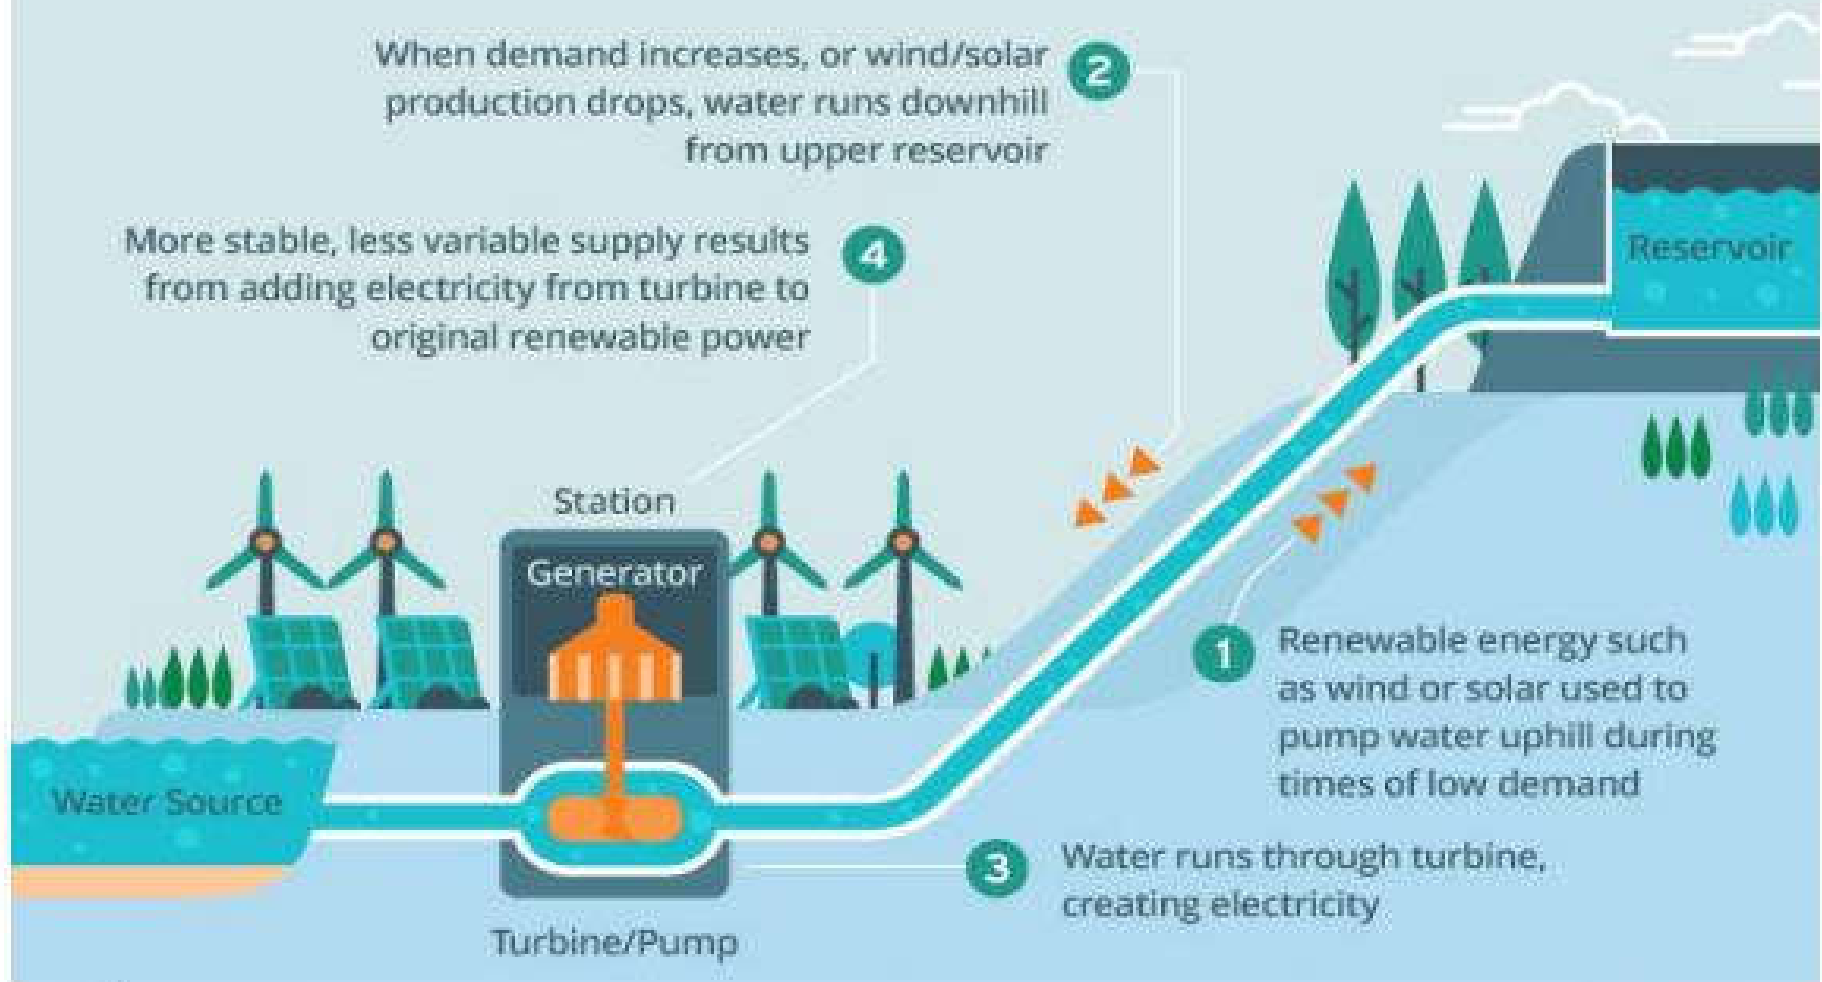 When demand increases, or wind/solar
production drops, water runs downhill
from upper reservoir
2
More stable, less variable supply results
from adding electricity from turbine to
original renewable power
4
Reservoir
Station
Generator
1
Renewable energy such
as wind or solar used to
pump water uphill during
times of low demand
Water Source
3
Water runs through turbine,
creating electricity
Turbine/Pump